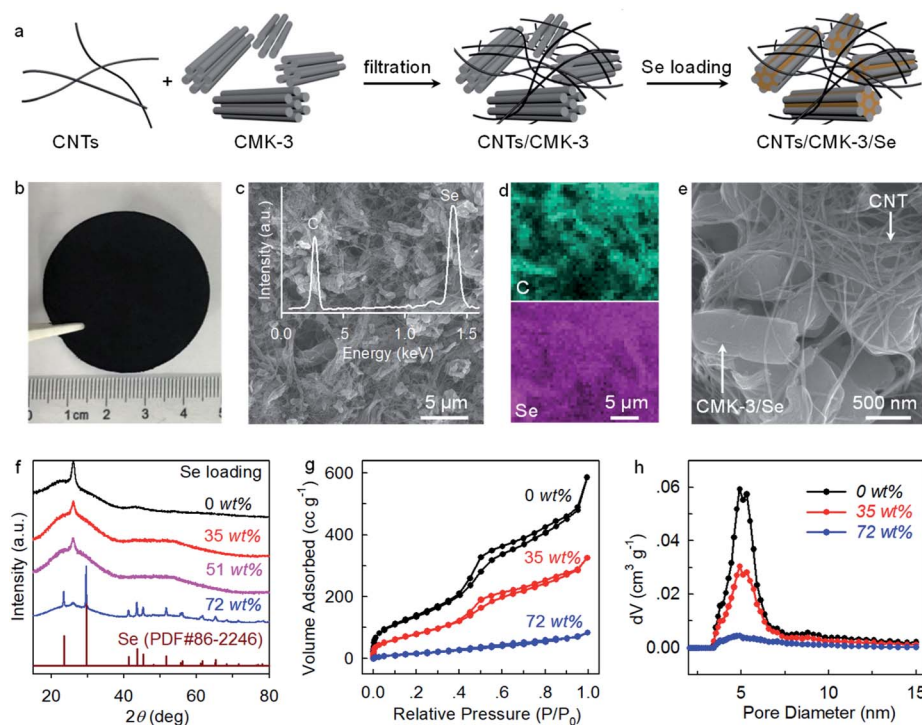 a
CNTs
+
CMK-3
filtration
CNTs/CMK-3
Se loading
CNTs/CMK-3/Se
b
0 1cm 2 3 4 5
c
Intensity (a.u.)
C
Se
0.0 .5 1.0 1.5
Energy (keV)
5 μm
d
C
Se
5 μm
e
CNT
CMK-3/Se
500 nm
f
Se loading
0 wt%
35 wt%
51 wt%
72 wt%
Se (PDF#86-2246)
Intensity (a.u.)
20 40 60 80
2θ (deg)
g
0 wt%
35 wt%
72 wt%
Volume Adsorbed (cc g⁻¹)
600
400
200
0
0.0 .2 .4 .6 .8 1.0
Relative Pressure (P/P₀)
h
0 wt%
35 wt%
72 wt%
dV (cm³ g⁻¹)
.06
.04
.02
0.00
5 10 15
Pore Diameter (nm)